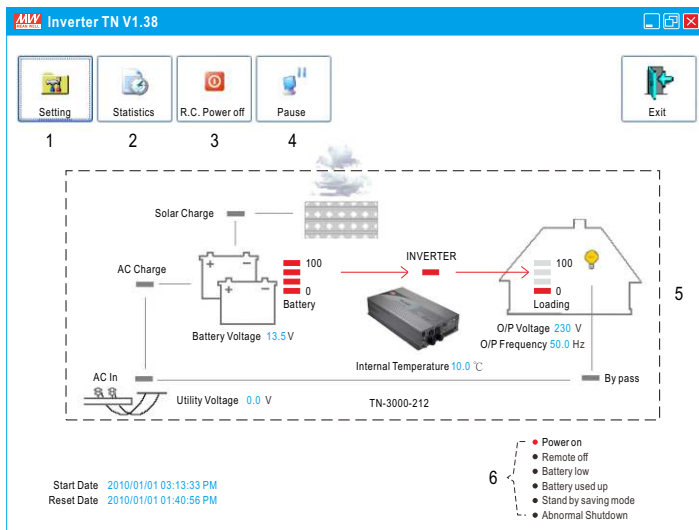 MW MEAN WELL Inverter TN V1.38
Setting Statistics R.C. Power off Pause Exit
1 2 3 4
Solar Charge
INVERTER
AC Charge
100
0
Battery
100
0
Loading
5
Battery Voltage 13.5 V
O/P Voltage 230 V
O/P Frequency 50.0 Hz
Internal Temperature 10.0 ℃
AC In
By pass
Utility Voltage 0.0 V
TN-3000-212
6
Power on
Remote off
Battery low
Battery used up
Stand by saving mode
Abnormal Shutdown
Start Date 2010/01/01 03:13:33 PM
Reset Date 2010/01/01 01:40:56 PM